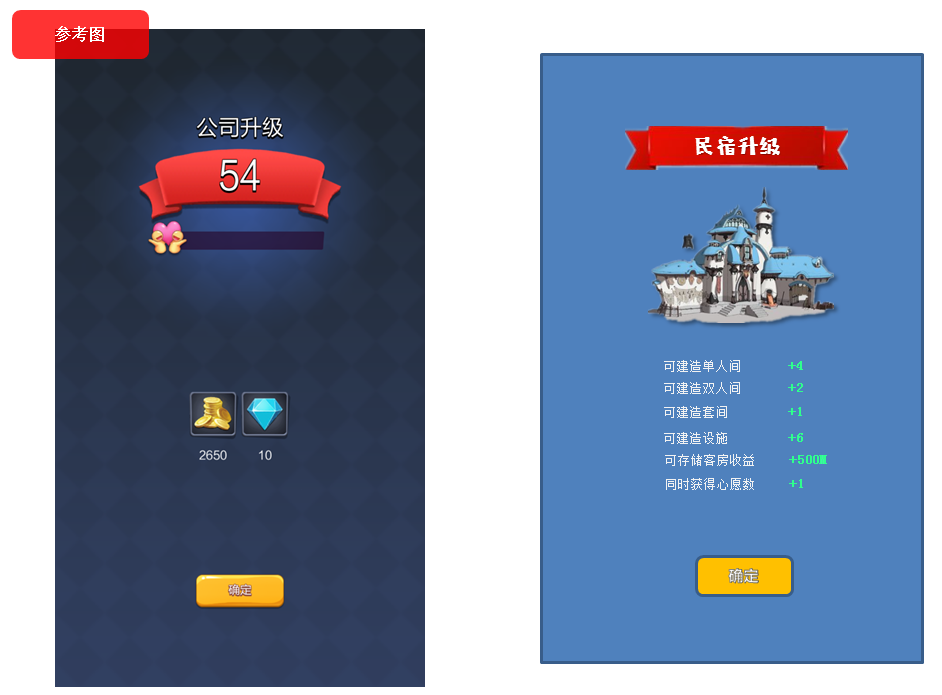 参考图
公司升级
54
2650 10
确定
民宿升级
可建造单人间 +4
可建造双人间 +2
可建造套间 +1
可建造设施 +6
可存储客房收益 +500M
同时获得心愿数 +1
确定